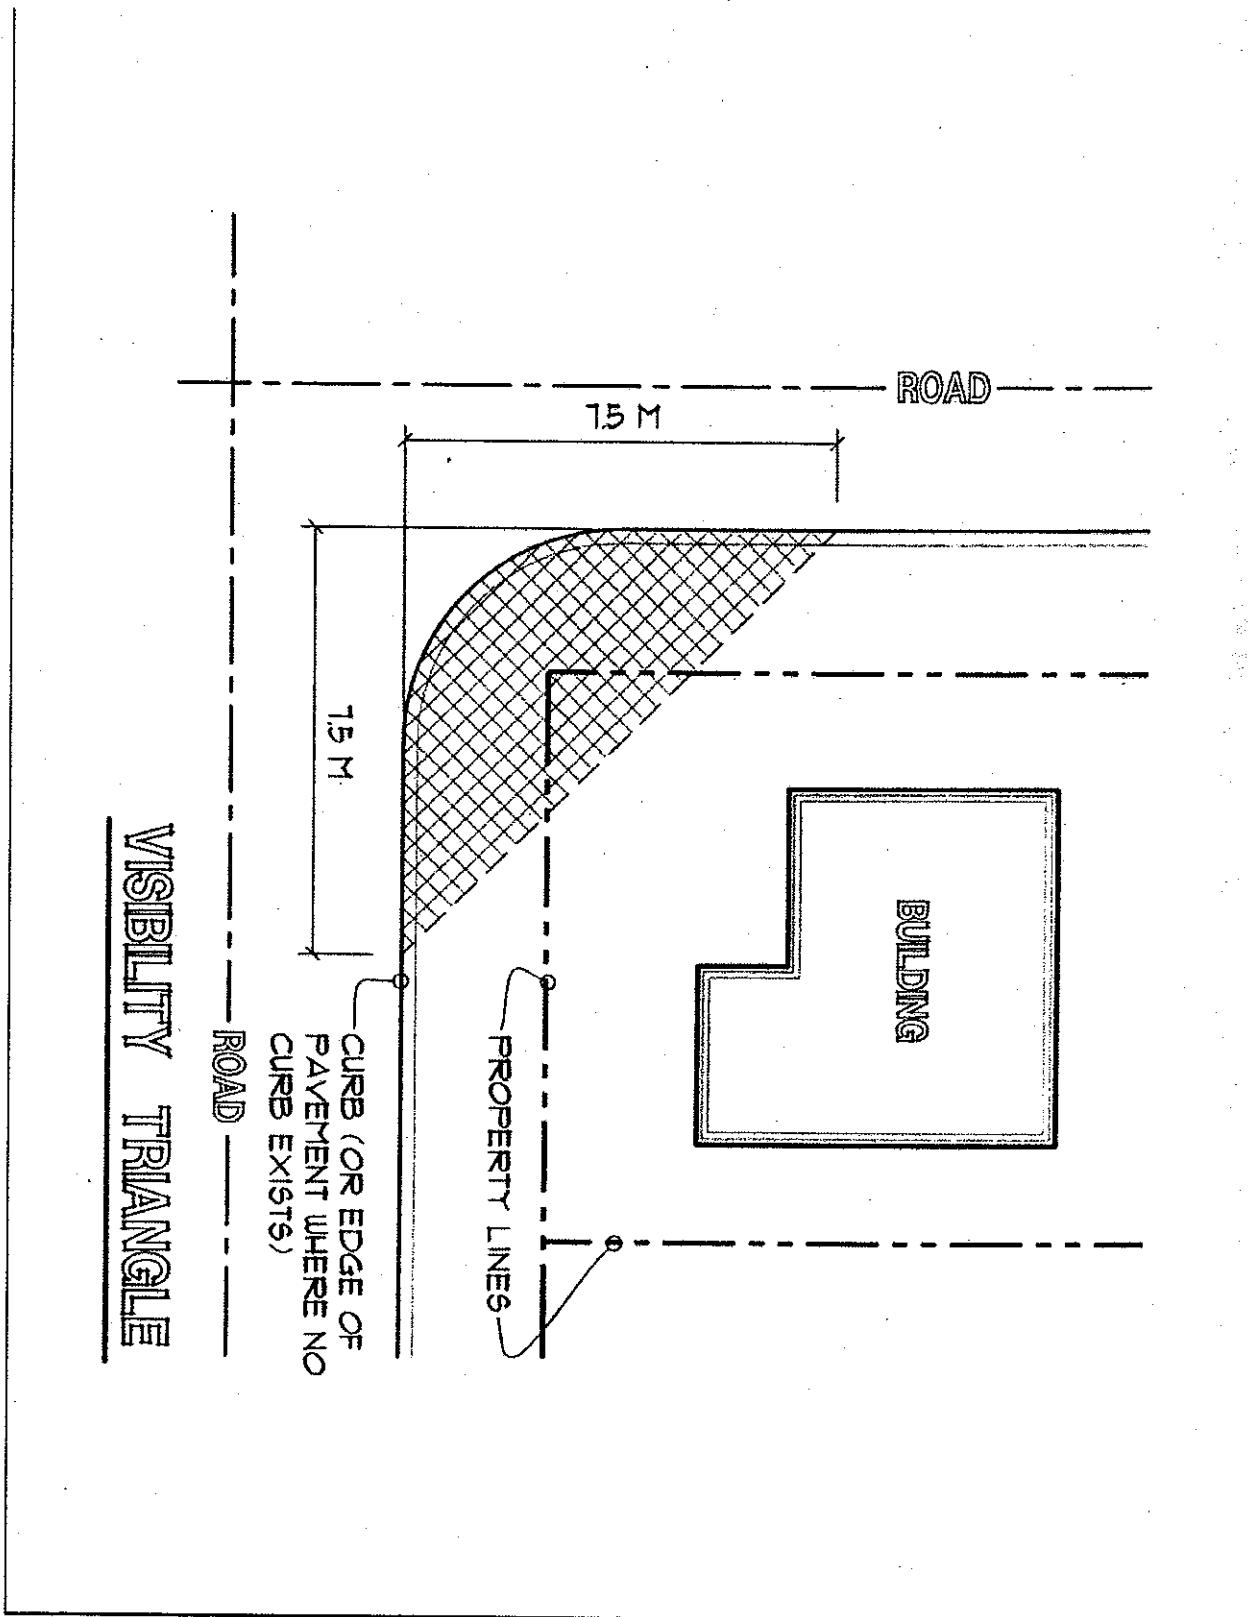 ROAD
7.5 M
7.5 M
BUILDING
PROPERTY LINES
CURB (OR EDGE OF
PAVEMENT WHERE NO
CURB EXISTS)
ROAD
VISIBILITY TRIANGLE